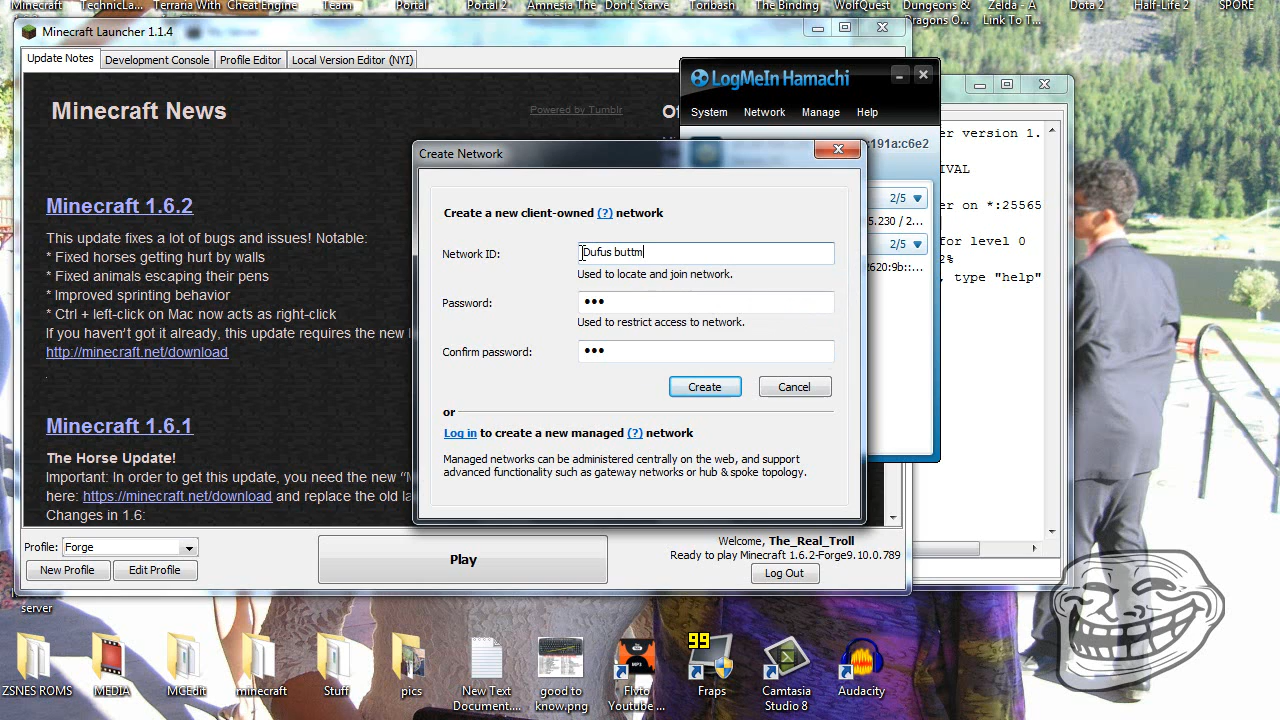 Minecraft TechnicLa... Terraria With Cheat Engine Team Portal Portal 2 Amnesia The Don't Starve Toribash The Binding WolfQuest Dungeons & Zelda - A Dota 2 Half-Life 2 SPORE
Dragons O... Link To T...
Minecraft Launcher 1.1.4
Update Notes Development Console Profile Editor Local Version Editor (NYI)
Minecraft News
Powered by Tumblr
Minecraft 1.6.2
This update fixes a lot of bugs and issues! Notable:
* Fixed horses getting hurt by walls
* Fixed animals escaping their pens
* Improved sprinting behavior
* Ctrl + left-click on Mac now acts as right-click
If you haven't got it already, this update requires the new l
http://minecraft.net/download
Minecraft 1.6.1
The Horse Update!
Important: In order to get this update, you need the new "M
here: https://minecraft.net/download and replace the old la
Changes in 1.6:
Profile: Forge
New Profile Edit Profile
Play
Welcome, The_Real_Troll
Ready to play Minecraft 1.6.2-Forge9.10.0.789
Log Out
LogMeIn Hamachi
System Network Manage Help
:191a:c6e2
2/5
5.230 / 2...
2/5
2620:9b::...
er version 1.
IVAL
er on *:25565
for level 0
2%
, type "help"
Create Network
Create a new client-owned (?) network
Network ID: Dufus buttm
Used to locate and join network.
Password: •••
Used to restrict access to network.
Confirm password: •••
Create Cancel
or
Log in to create a new managed (?) network
Managed networks can be administered centrally on the web, and support
advanced functionality such as gateway networks or hub & spoke topology.
server
99
ZSNES ROMS MEDIA MCEdit minecraft Stuff pics New Text Document.... good to know.png Flvto Youtube ... Fraps Camtasia Studio 8 Audacity